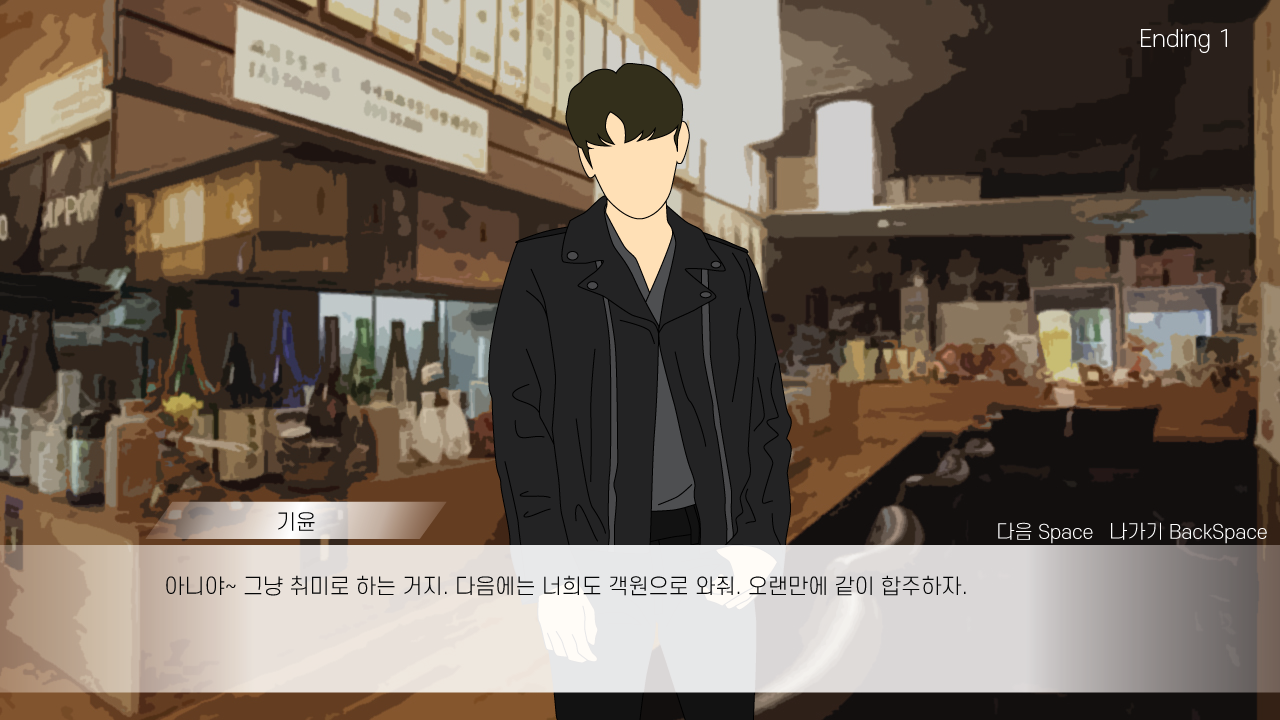 Ending 1
기윤
다음 Space 나가기 BackSpace
아니야~ 그냥 취미로 하는 거지. 다음에는 너희도 객원으로 와줘. 오랜만에 같이 합주하자.